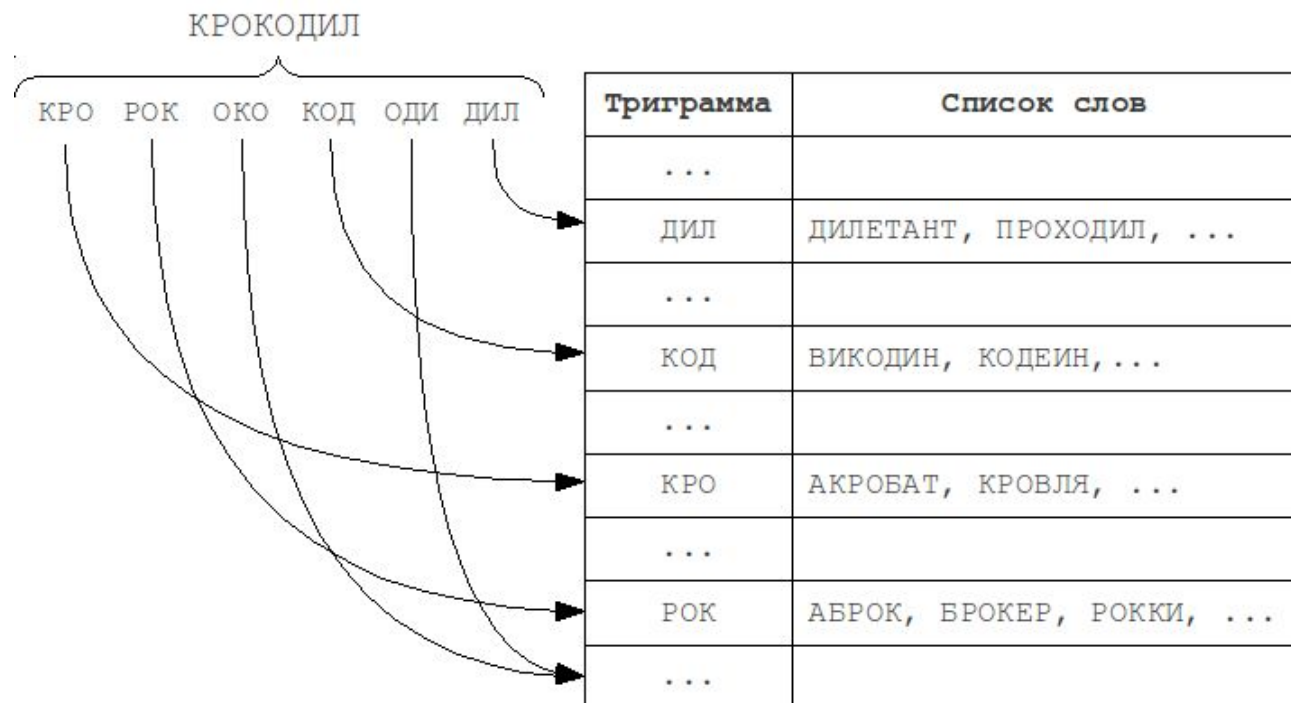 КРОКОДИЛ
КРО РОК ОКО КОД ОДИ ДИЛ
Триграмма Список слов
...
ДИЛ ДИЛЕТАНТ, ПРОХОДИЛ, ...
...
КОД ВИКОДИН, КОДЕИН,...
...
КРО АКРОБАТ, КРОВЛЯ, ...
...
РОК АБРОК, БРОКЕР, РОККИ, ...
...